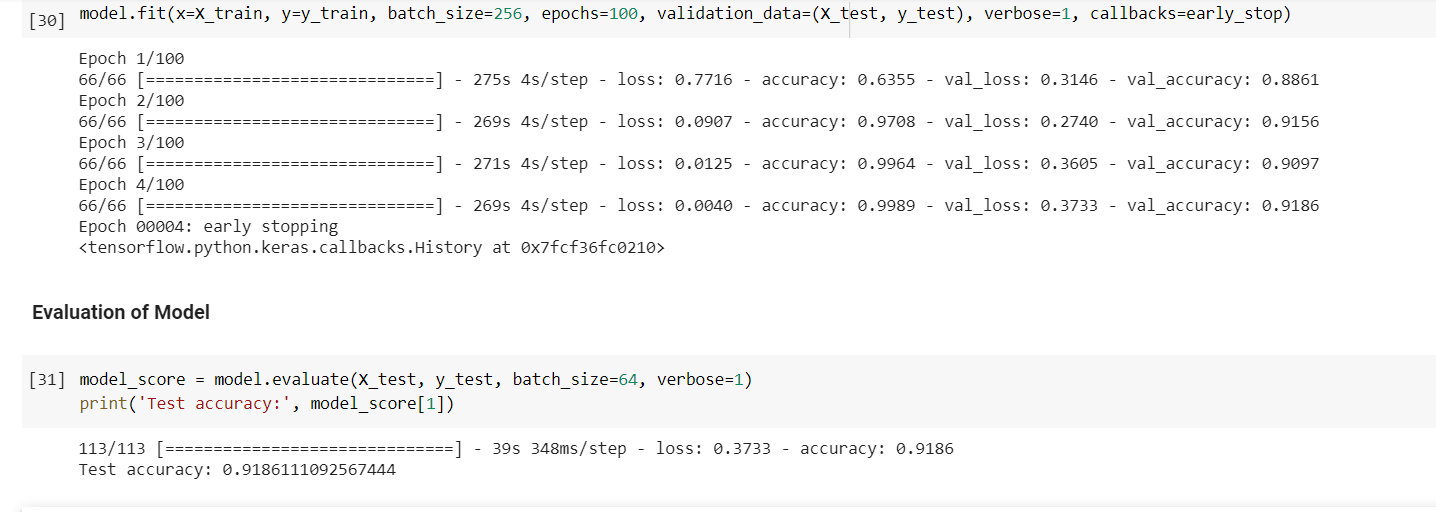 [30] model.fit(x=X_train, y=y_train, batch_size=256, epochs=100, validation_data=(X_test, y_test), verbose=1, callbacks=early_stop)
Epoch 1/100
66/66 [==============================] - 275s 4s/step - loss: 0.7716 - accuracy: 0.6355 - val_loss: 0.3146 - val_accuracy: 0.8861
Epoch 2/100
66/66 [==============================] - 269s 4s/step - loss: 0.0907 - accuracy: 0.9708 - val_loss: 0.2740 - val_accuracy: 0.9156
Epoch 3/100
66/66 [==============================] - 271s 4s/step - loss: 0.0125 - accuracy: 0.9964 - val_loss: 0.3605 - val_accuracy: 0.9097
Epoch 4/100
66/66 [==============================] - 269s 4s/step - loss: 0.0040 - accuracy: 0.9989 - val_loss: 0.3733 - val_accuracy: 0.9186
Epoch 00004: early stopping
<tensorflow.python.keras.callbacks.History at 0x7fcf36fc0210>
Evaluation of Model
[31] model_score = model.evaluate(X_test, y_test, batch_size=64, verbose=1)
print('Test accuracy:', model_score[1])
113/113 [==============================] - 39s 348ms/step - loss: 0.3733 - accuracy: 0.9186
Test accuracy: 0.9186111092567444